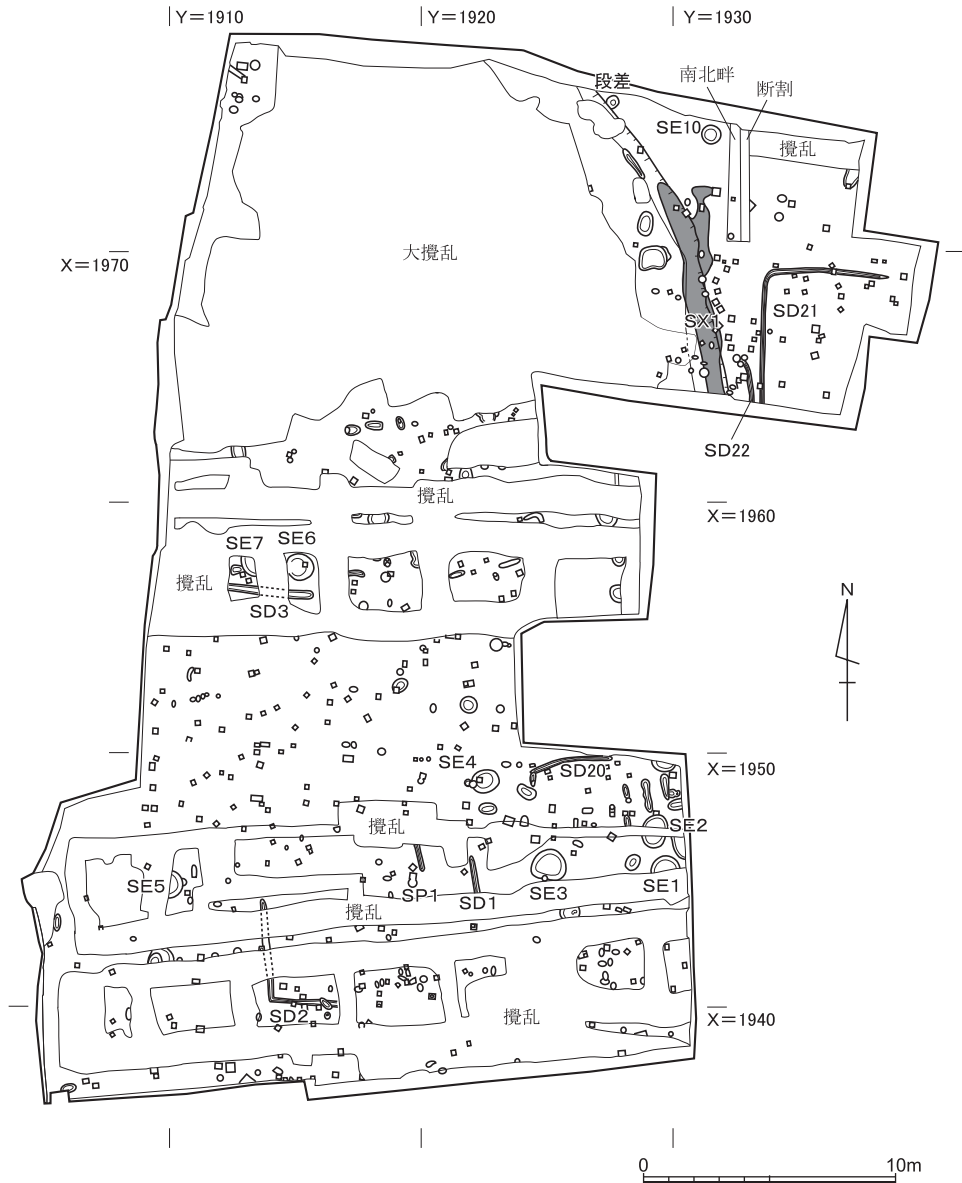 Y＝1910
Y＝1920
Y＝1930
段差
南北畔
断割
SE10
攪乱
X＝1970
大攪乱
SX1
SD21
SD22
攪乱
X＝1960
SE7
SE6
攪乱
SD3
N
SE4
SD20
X＝1950
攪乱
SE2
SE5
SP1
SD1
SE3
SE1
攪乱
SD2
攪乱
X＝1940
0
10m